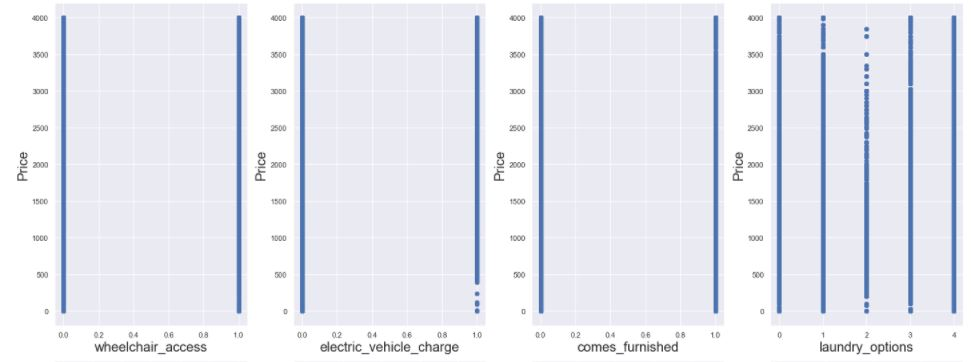 4000 4000 4000 4000
3500 3500 3500 3500
3000 3000 3000 3000
2500 2500 2500 2500
Price Price Price Price
2000 2000 2000 2000
1500 1500 1500 1500
1000 1000 1000 1000
500 500 500 500
0 0 0 0
0.0 0.2 0.4 0.6 0.8 1.0 0.0 0.2 0.4 0.6 0.8 1.0 0.0 0.2 0.4 0.6 0.8 1.0 0 1 2 3 4
wheelchair_access electric_vehicle_charge comes_furnished laundry_options